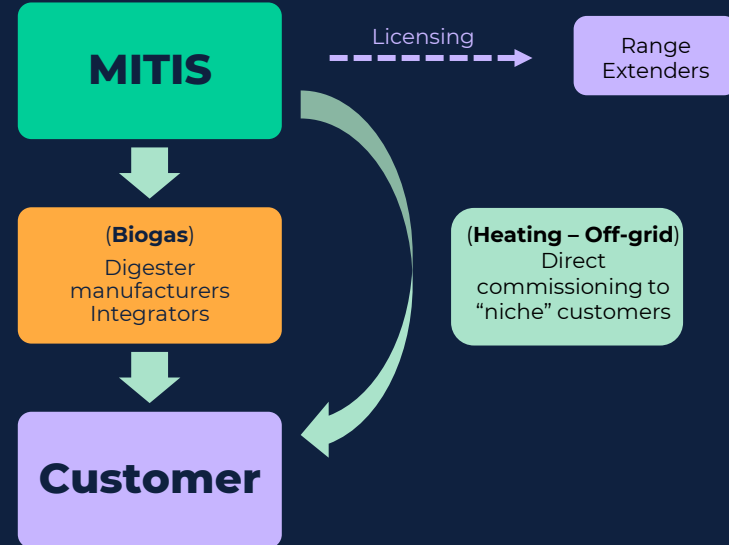 MITIS
Licensing
Range
Extenders
(Biogas)
Digester
manufacturers
Integrators
(Heating – Off-grid)
Direct
commissioning to
“niche” customers
Customer